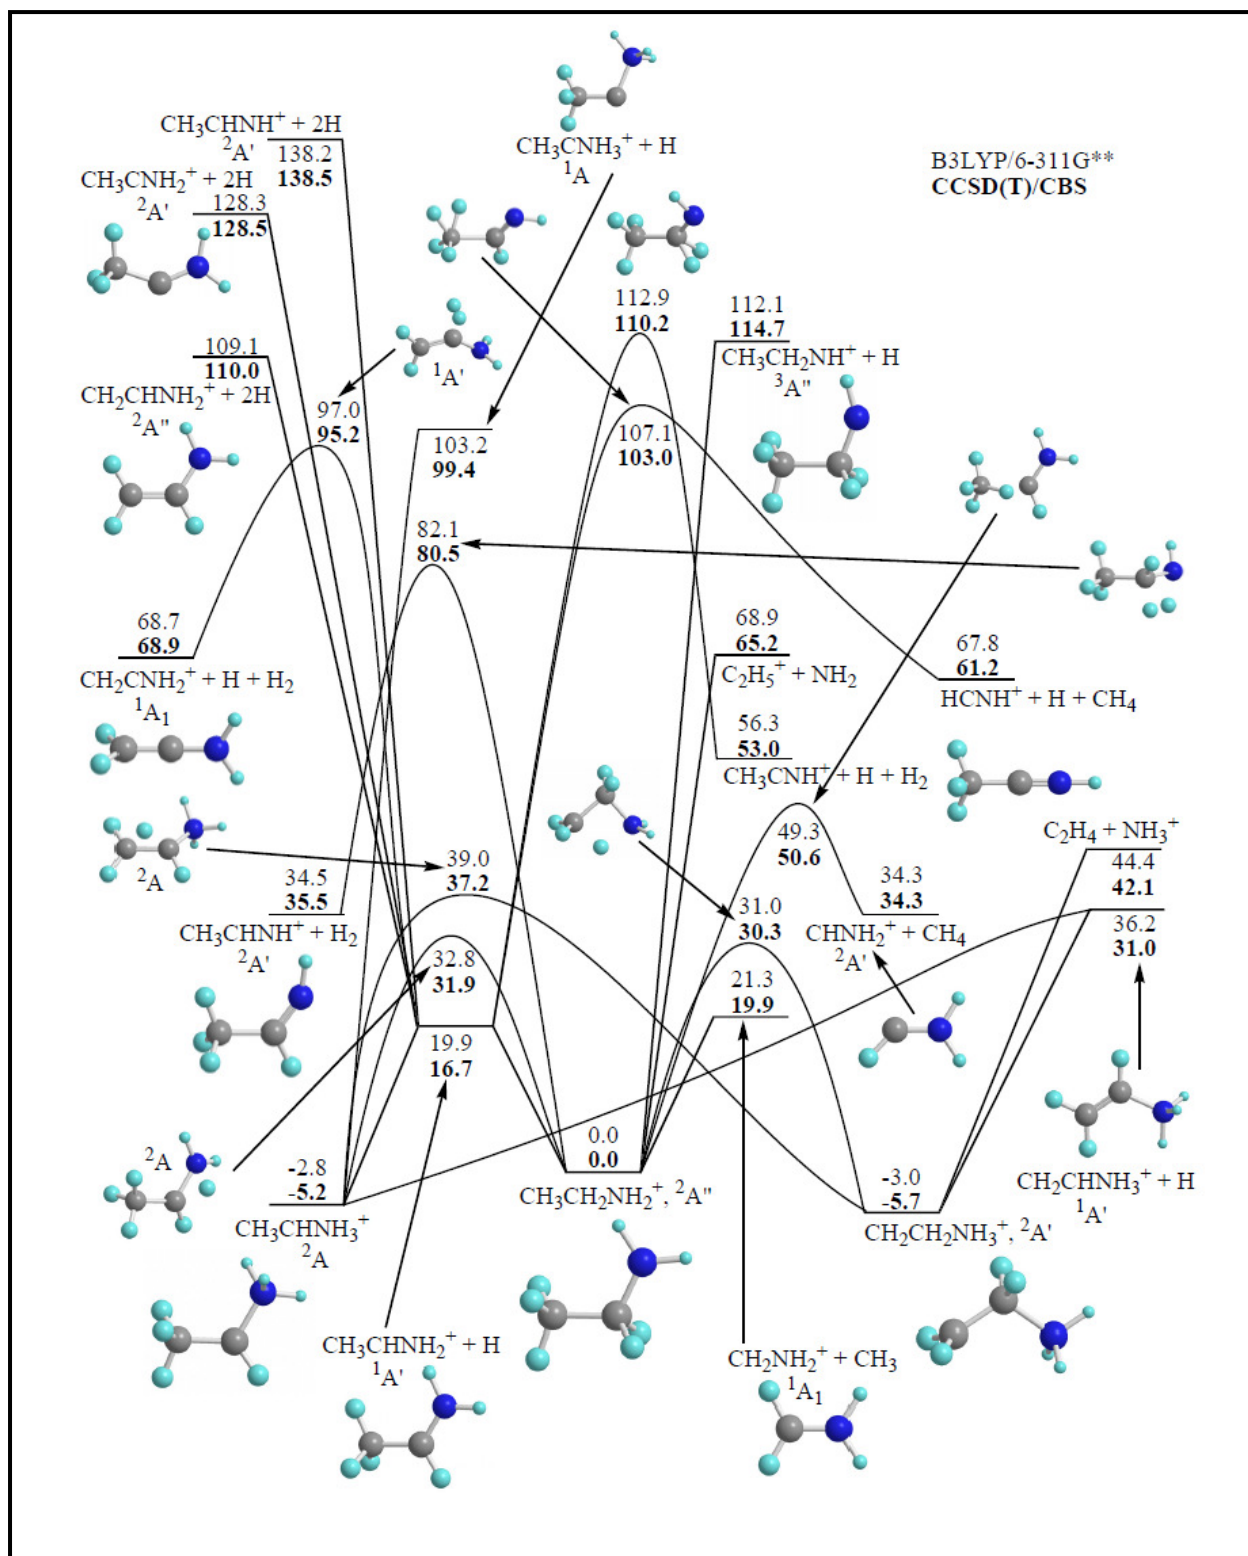 CH3CHNH+ + 2H
2A'
138.2
138.5
CH3CNH2+ + 2H
2A'
128.3
128.5
CH3CNH3+ + H
1A
B3LYP/6-311G**
CCSD(T)/CBS
109.1
110.0
CH2CHNH2+ + 2H
2A"
1A'
97.0
95.2
103.2
99.4
112.9
110.2
112.1
114.7
CH3CH2NH+ + H
3A"
107.1
103.0
82.1
80.5
68.7
68.9
CH2CNH2+ + H + H2
1A1
68.9
65.2
C2H5+ + NH2
67.8
61.2
HCNH+ + H + CH4
56.3
53.0
CH3CNH+ + H + H2
2A
39.0
37.2
34.5
35.5
CH3CHNH+ + H2
2A'
32.8
31.9
49.3
50.6
34.3
34.3
CHNH2+ + CH4
2A'
C2H4 + NH3+
44.4
42.1
36.2
31.0
31.0
30.3
21.3
19.9
19.9
16.7
2A
-2.8
-5.2
CH3CHNH3+
2A
0.0
0.0
CH3CH2NH2+, 2A"
-3.0
-5.7
CH2CH2NH3+, 2A'
CH2CHNH3+ + H
1A'
CH3CHNH2+ + H
1A'
CH2NH2+ + CH3
1A1